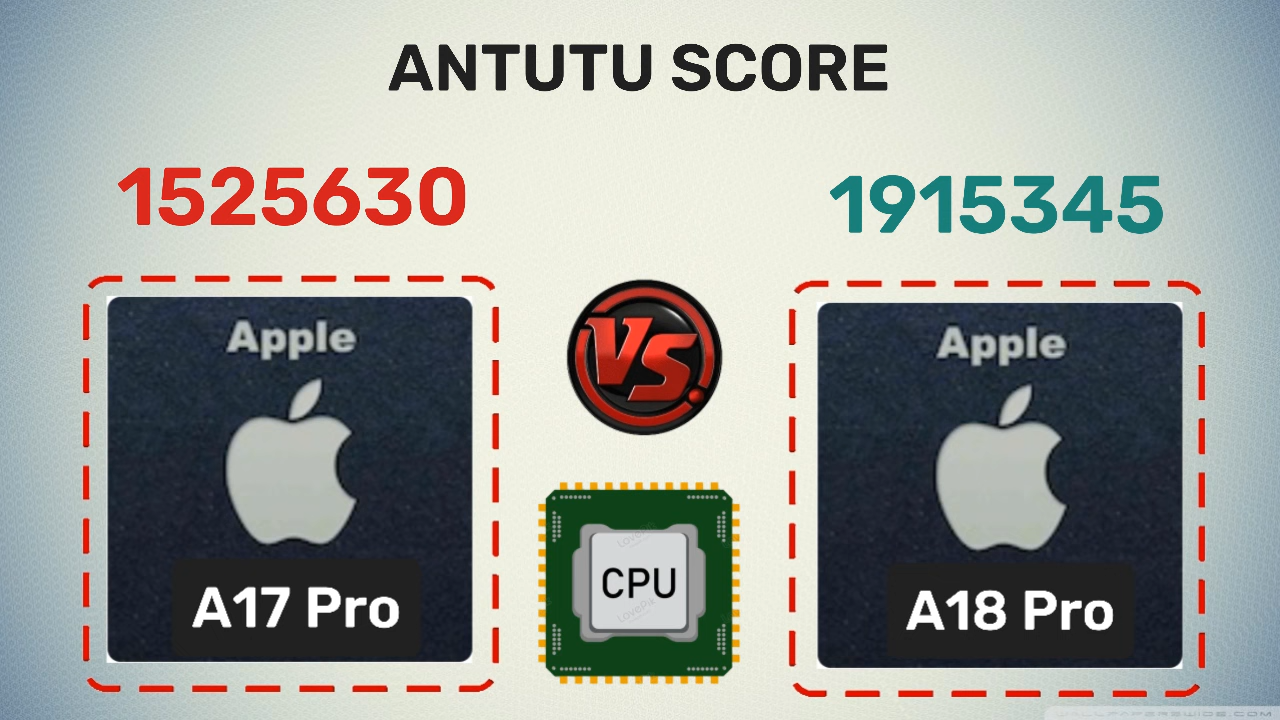 ANTUTU SCORE
1525630
1915345
Apple
Apple
VS
CPU
A17 Pro
A18 Pro